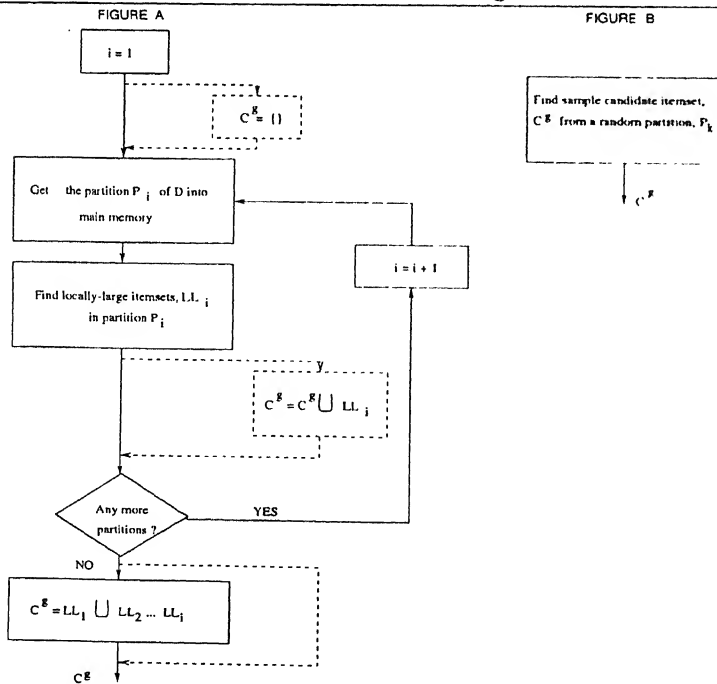 FIGURE A
i = 1
C^g = {}
Get the partition P_i of D into
main memory
Find locally-large itemsets, LL_i
in partition P_i
C^g = C^g ⋃ LL_i
Any more
partitions ?
YES
i = i + 1
NO
C^g = LL_1 ⋃ LL_2 ... LL_i
C^g
FIGURE B
Find sample candidate itemset,
C^g from a random partition, P_k
C^g